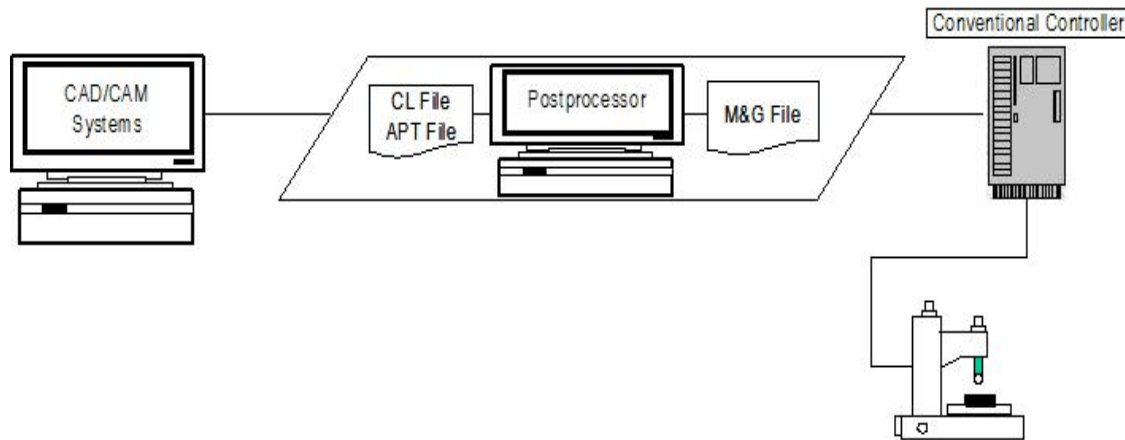 Conventional Controller
CAD/CAM
Systems
CL File
APT File
Postprocessor
M&G File